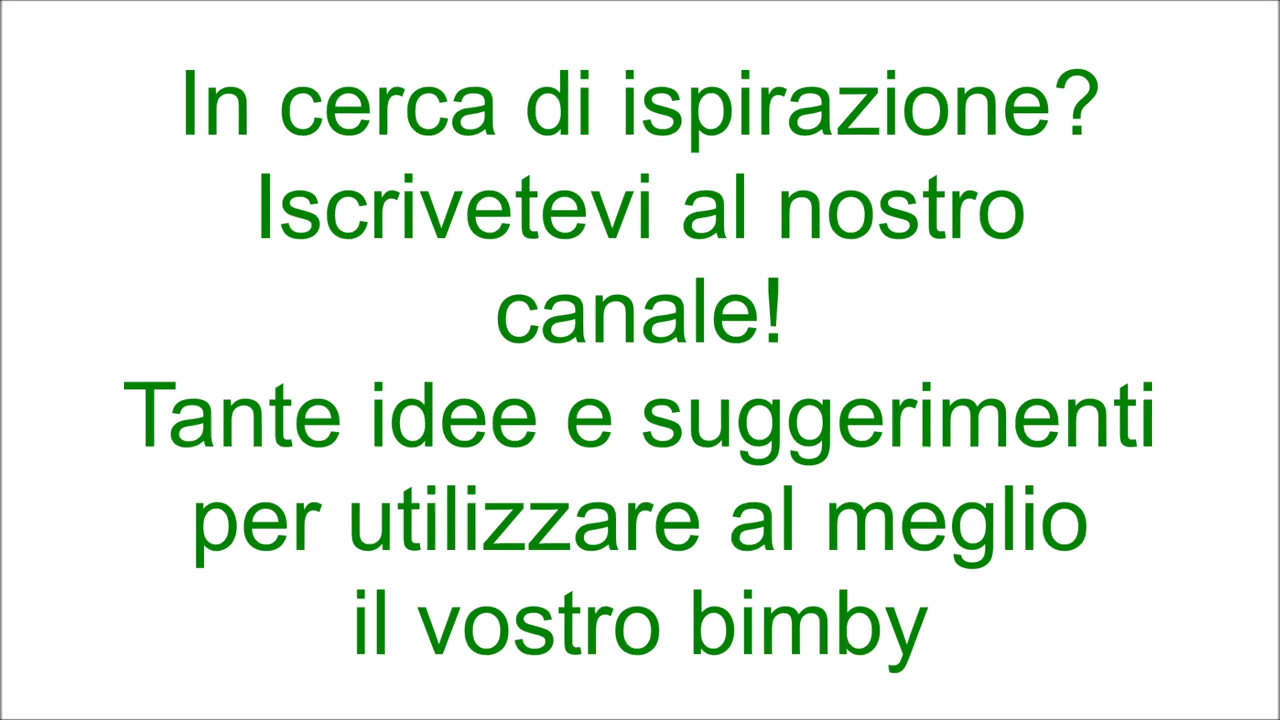 In cerca di ispirazione?
Iscrivetevi al nostro
canale!
Tante idee e suggerimenti
per utilizzare al meglio
il vostro bimby